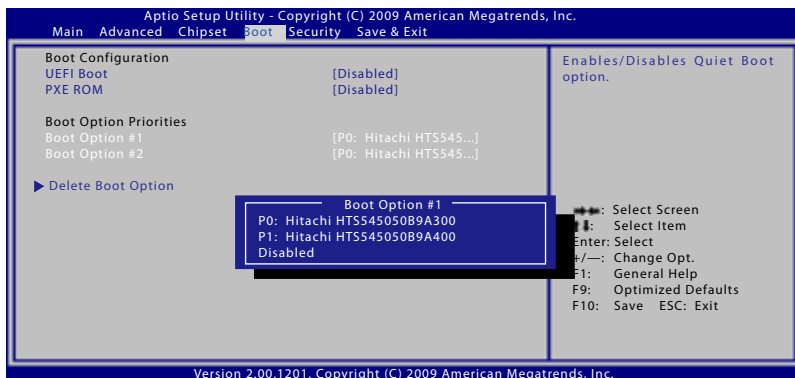 Aptio Setup Utility - Copyright (C) 2009 American Megatrends, Inc.
Main Advanced Chipset Boot Security Save & Exit
Boot Configuration
UEFI Boot [Disabled]
PXE ROM [Disabled]
Boot Option Priorities
Boot Option #1 [P0: Hitachi HTS545...]
Boot Option #2 [P0: Hitachi HTS545...]
Delete Boot Option
Boot Option #1
P0: Hitachi HTS545050B9A300
P1: Hitachi HTS545050B9A400
Disabled
Enables/Disables Quiet Boot
option.
: Select Screen
: Select Item
Enter: Select
+/—: Change Opt.
F1: General Help
F9: Optimized Defaults
F10: Save ESC: Exit
Version 2.00.1201. Copyright (C) 2009 American Megatrends, Inc.